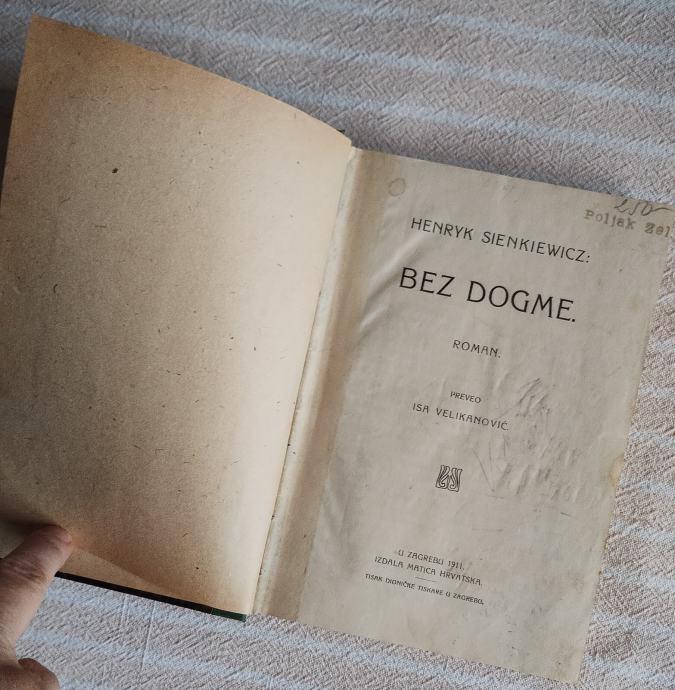 250
Poljak Žel
HENRYK SIENKIEWICZ:
BEZ DOGME.
ROMAN.
PREVEO
ISA VELIKANOVIĆ.
U ZAGREBU 1911.
IZDALA MATICA HRVATSKA.
TISAK DIONIČKE TISKARE U ZAGREBU.